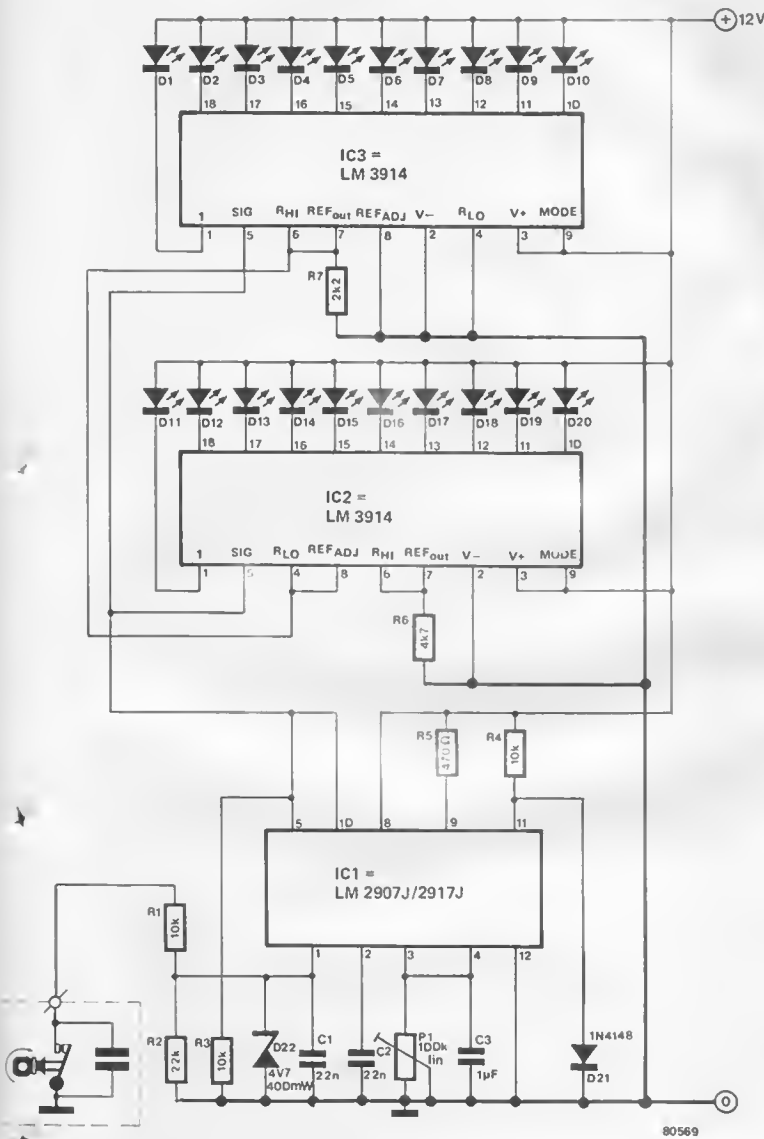 + 12V
D1 D2 D3 D4 D5 D6 D7 D8 D9 D10
18 17 16 15 14 13 12 11 10
IC3 =
LM 3914
1 SIG RHI REFout REFADJ V– RLO V+ MODE
1 5 6 7 8 2 4 3 9
R7
2k2
D11 D12 D13 D14 D15 D16 D17 D18 D19 D20
18 17 16 15 14 13 12 11 10
IC2 =
LM 3914
1 SIG RLO REFADJ RHI REFout V– V+ MODE
1 5 4 8 6 7 2 3 9
R6
4k7
R5
470 Ω
R4
10k
5 10 8 9 11
IC1 =
LM 2907J/2917J
1 2 3 4 12
R1
10k
R2
22k
R3
10k
D22
4V7
400mW
C1
22n
C2
22n
P1
100k
lin
C3
1µF
1N4148
D21
0
80569